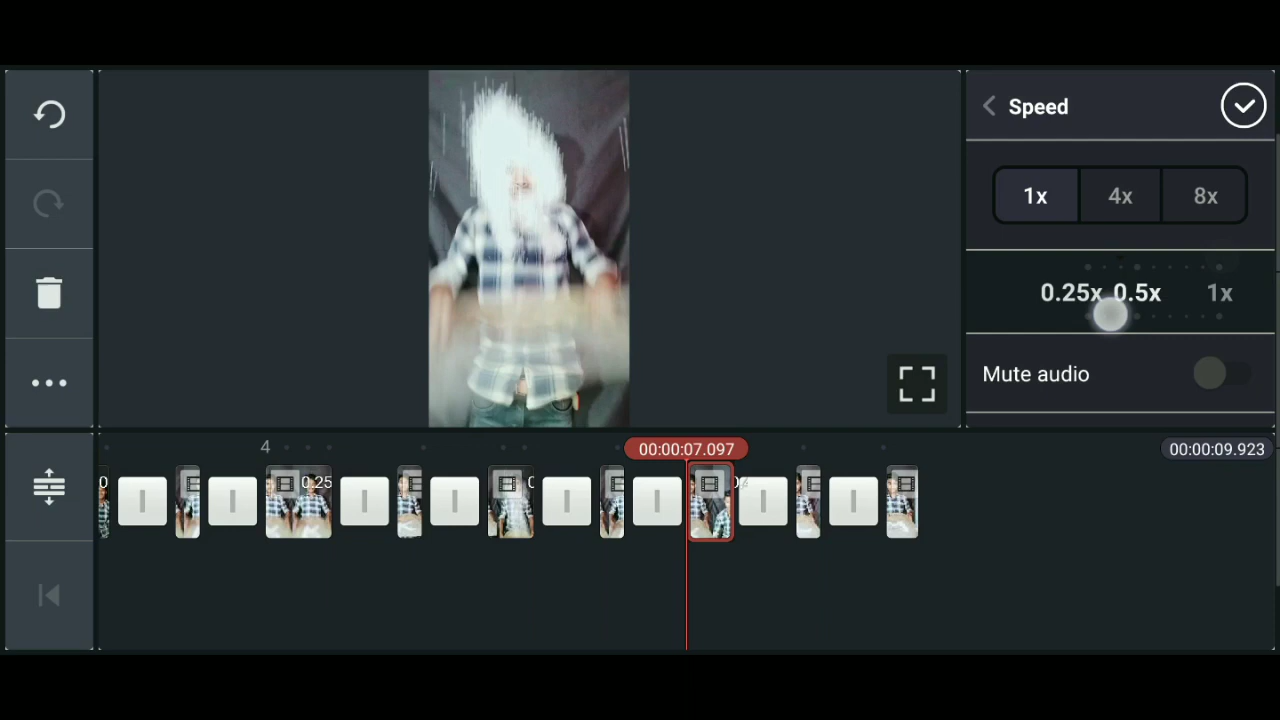 Speed
1x 4x 8x
0.25x 0.5x 1x
Mute audio
4
00:00:07.097
00:00:09.923
0.25